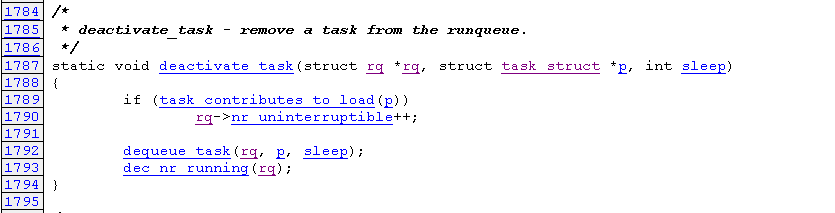 1784 /*
1785  * deactivate_task - remove a task from the runqueue.
1786  */
1787 static void deactivate_task(struct rq *rq, struct task_struct *p, int sleep)
1788 {
1789         if (task_contributes_to_load(p))
1790                 rq->nr_uninterruptible++;
1791
1792         dequeue_task(rq, p, sleep);
1793         dec_nr_running(rq);
1794 }
1795